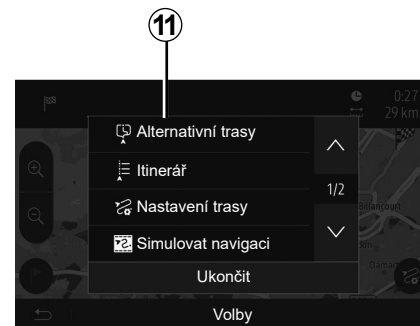 11
0:27
29 km
Alternativní trasy
Itinerář
1/2
Nastavení trasy
Simulovat navigaci
Ukončit
Volby